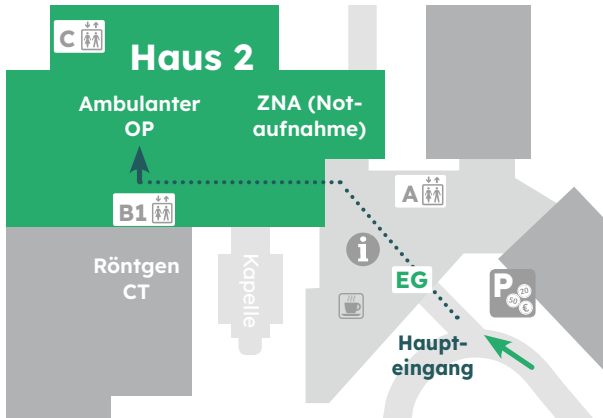 C
Haus 2
Ambulanter
OP
ZNA (Not-
aufnahme)
A
B1
i
Röntgen
CT
Kapelle
EG
P
20
50
€
Haupt-
eingang